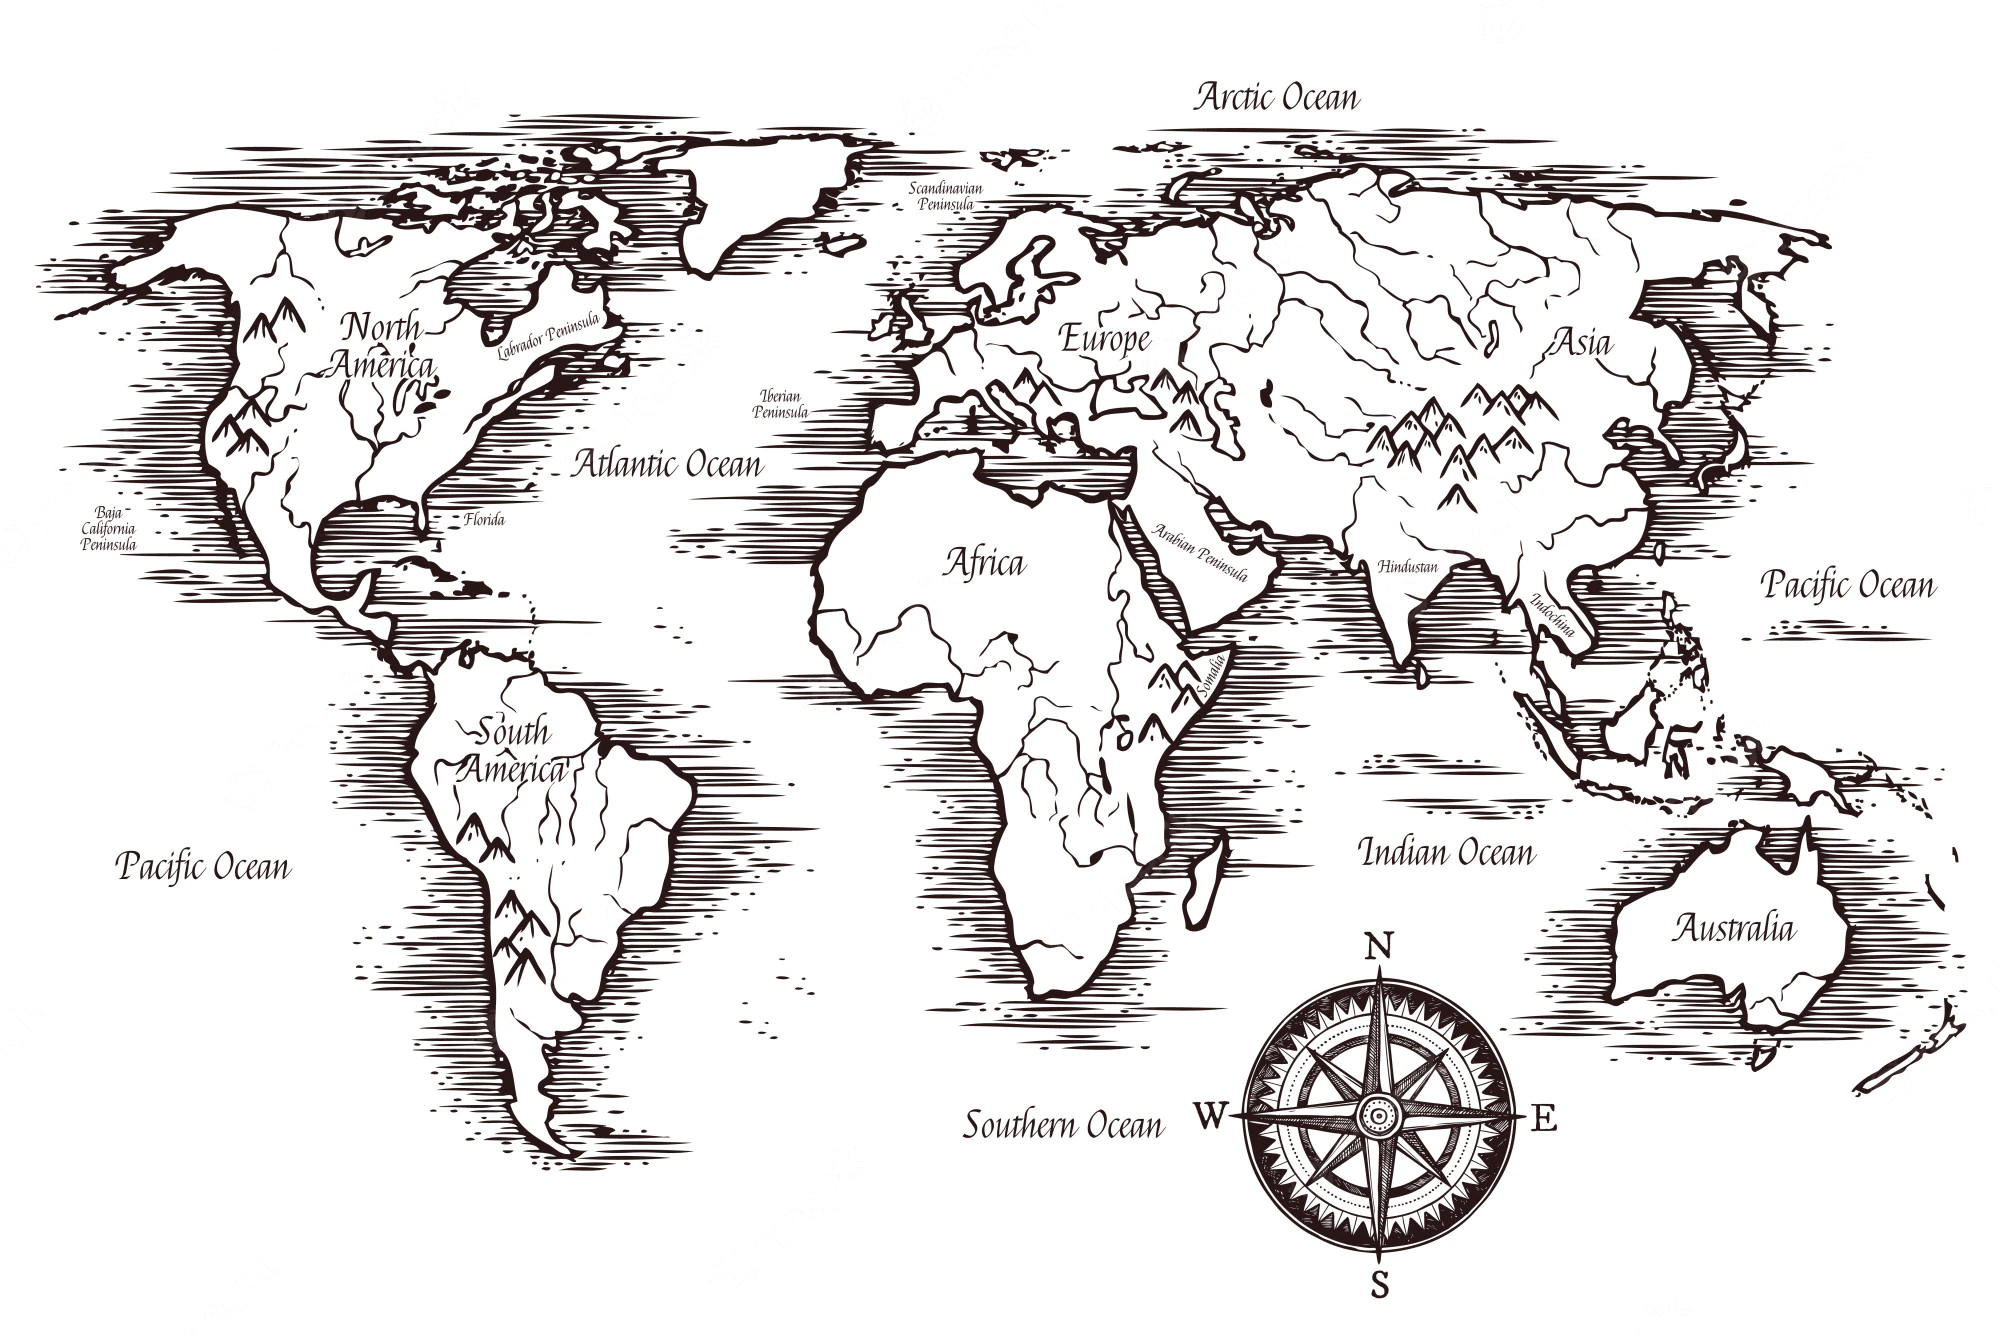 Arctic Ocean
Scandinavian
Peninsula
North
America
Labrador Peninsula
Europe
Asia
Iberian
Peninsula
Atlantic Ocean
Baja
California
Peninsula
Florida
Africa
Arabian Peninsula
Hindustan
Indochina
Pacific Ocean
Somalia
South
America
Pacific Ocean
Indian Ocean
Australia
N
W
E
S
Southern Ocean